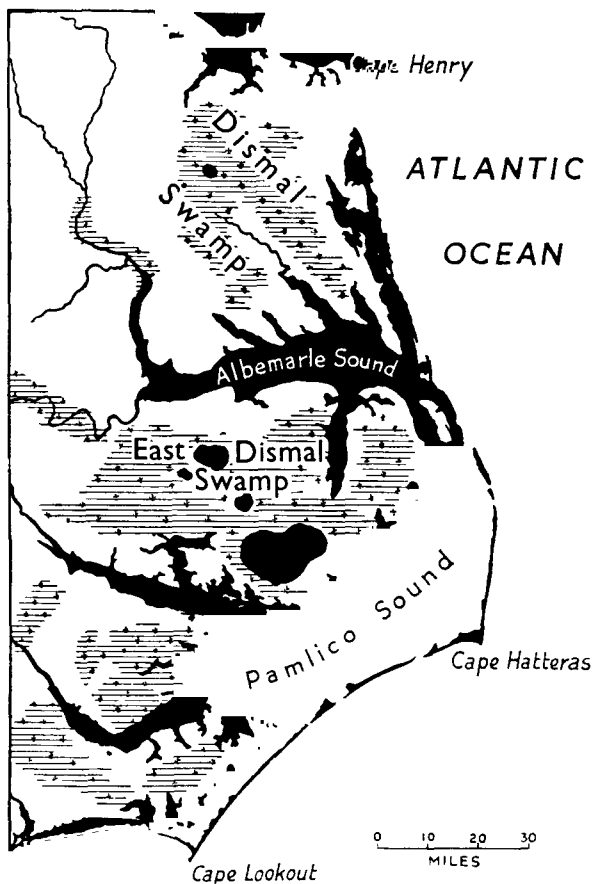 Cape Henry
Dismal
Swamp
ATLANTIC
OCEAN
Albemarle Sound
East Dismal
Swamp
Pamlico Sound
Cape Hatteras
0 10 20 30
MILES
Cape Lookout